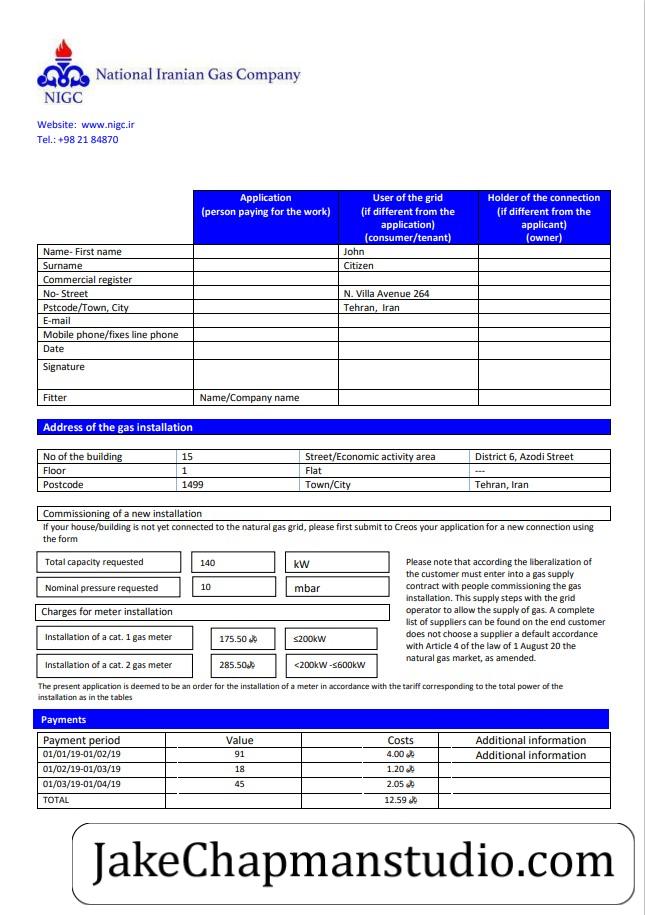 National Iranian Gas Company
NIGC
Website: www.nigc.ir
Tel.: +98 21 84870
Application (person paying for the work) User of the grid (if different from the application) (consumer/tenant) Holder of the connection (if different from the applicant) (owner)
Name- First name John
Surname Citizen
Commercial register
No- Street N. Villa Avenue 264
Pstcode/Town, City Tehran, Iran
E-mail
Mobile phone/fixes line phone
Date
Signature
Fitter Name/Company name
Address of the gas installation
No of the building 15 Street/Economic activity area District 6, Azodi Street
Floor 1 Flat ---
Postcode 1499 Town/City Tehran, Iran
Commissioning of a new installation
If your house/building is not yet connected to the natural gas grid, please first submit to Creos your application for a new connection using
the form
Total capacity requested 140 kW
Nominal pressure requested 10 mbar
Please note that according the liberalization of
the customer must enter into a gas supply
contract with people commissioning the gas
installation. This supply steps with the grid
operator to allow the supply of gas. A complete
list of suppliers can be found on the end customer
does not choose a supplier a default accordance
with Article 4 of the law of 1 August 20 the
natural gas market, as amended.
Charges for meter installation
Installation of a cat. 1 gas meter 175.50 ≤200kW
Installation of a cat. 2 gas meter 285.50 <200kW -≤600kW
The present application is deemed to be an order for the installation of a meter in accordance with the tariff corresponding to the total power of the
installation as in the tables
Payments
Payment period Value Costs Additional information
01/01/19-01/02/19 91 4.00 Additional information
01/02/19-01/03/19 18 1.20
01/03/19-01/04/19 45 2.05
TOTAL 12.59
JakeChapmanstudio.com